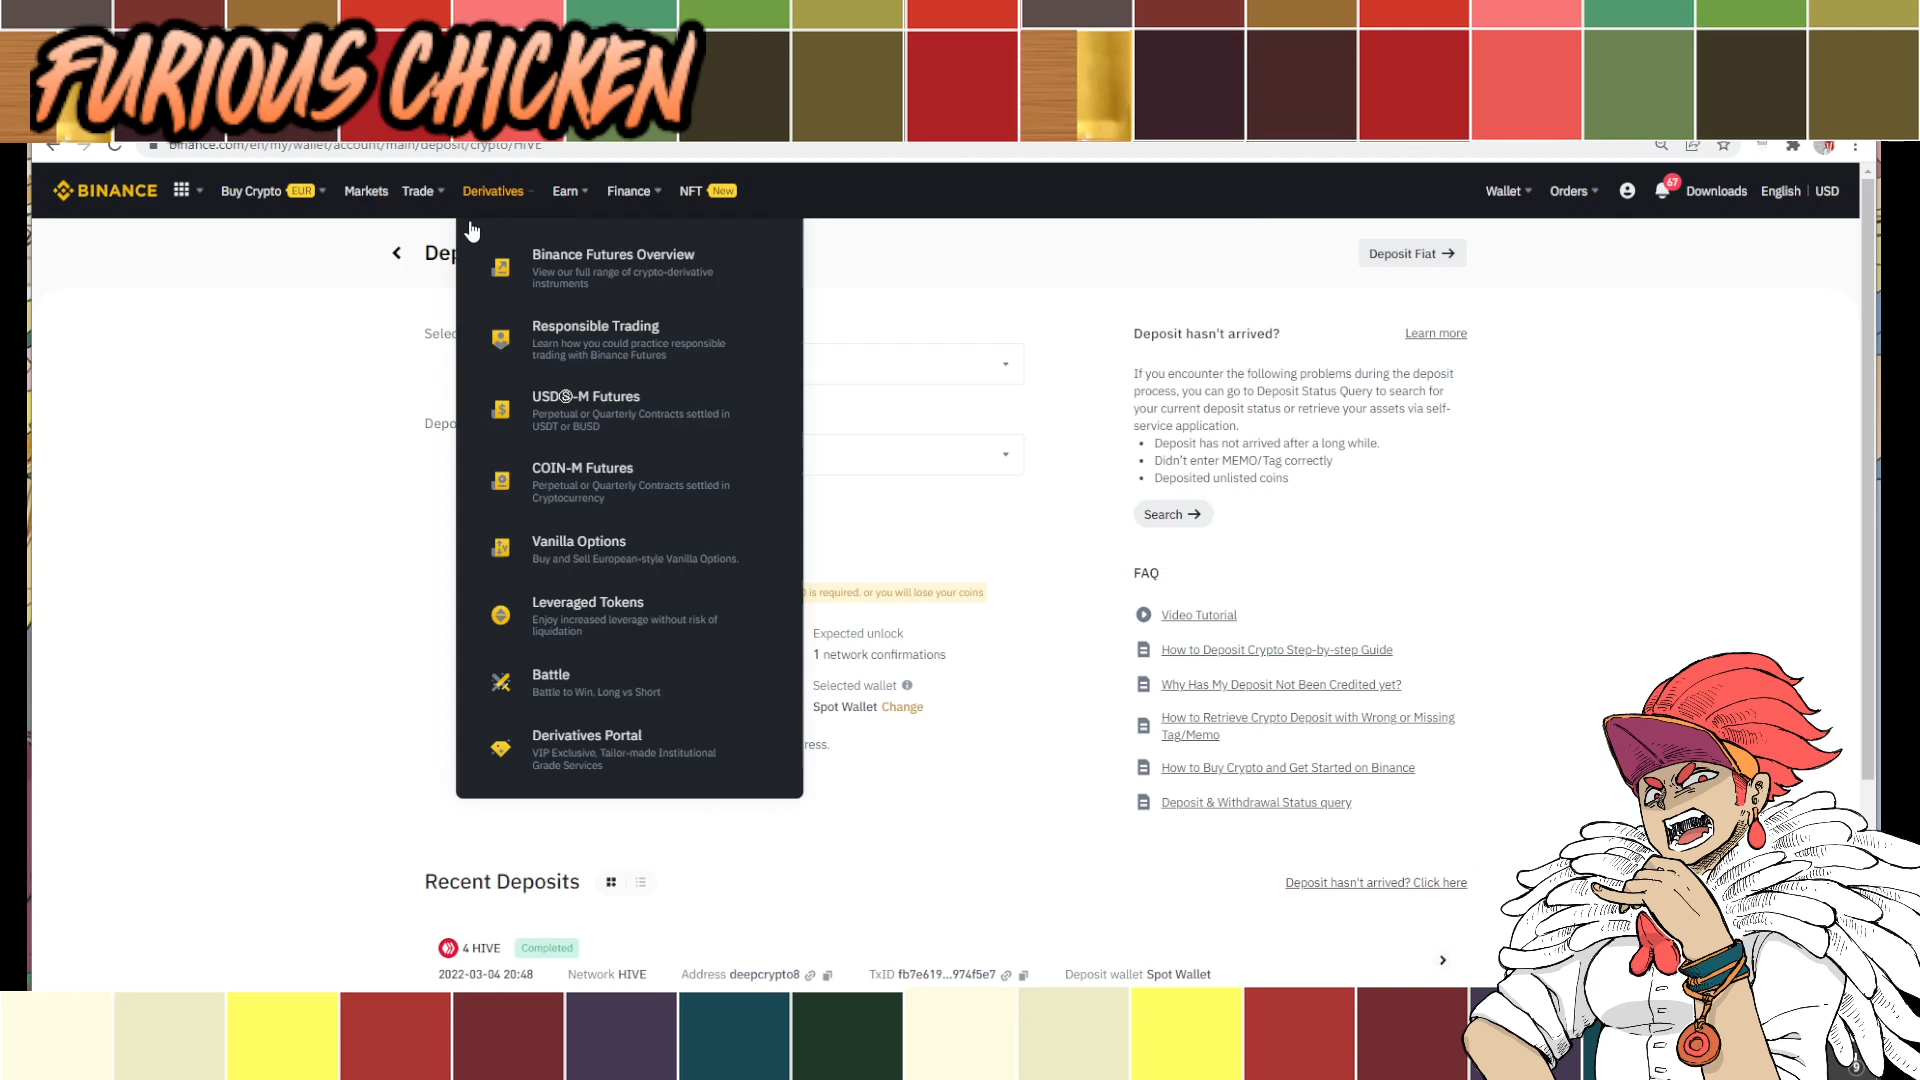 FURIOUS CHICKEN
binance.com/en/my/wallet/account/main/deposit/crypto/HIVE
BINANCE Buy Crypto EUR Markets Trade Derivatives Earn Finance NFT New Wallet Orders 67 Downloads English USD
Deposit Fiat
Binance Futures Overview
View our full range of crypto-derivative
instruments
Responsible Trading
Learn how you could practice responsible
trading with Binance Futures
USDⓈ-M Futures
Perpetual or Quarterly Contracts settled in
USDT or BUSD
COIN-M Futures
Perpetual or Quarterly Contracts settled in
Cryptocurrency
Vanilla Options
Buy and Sell European-style Vanilla Options.
Leveraged Tokens
Enjoy increased leverage without risk of
liquidation
Battle
Battle to Win, Long vs Short
Derivatives Portal
VIP Exclusive, Tailor-made Institutional
Grade Services
is required, or you will lose your coins
Expected unlock
1 network confirmations
Selected wallet
Spot Wallet Change
Deposit hasn't arrived? Learn more
If you encounter the following problems during the deposit
process, you can go to Deposit Status Query to search for
your current deposit status or retrieve your assets via self-
service application.
• Deposit has not arrived after a long while.
• Didn't enter MEMO/Tag correctly
• Deposited unlisted coins
Search
FAQ
Video Tutorial
How to Deposit Crypto Step-by-step Guide
Why Has My Deposit Not Been Credited yet?
How to Retrieve Crypto Deposit with Wrong or Missing
Tag/Memo
How to Buy Crypto and Get Started on Binance
Deposit & Withdrawal Status query
Recent Deposits
Deposit hasn't arrived? Click here
4 HIVE Completed
2022-03-04 20:48 Network HIVE Address deepcrypto8 TxID fb7e619...974f5e7 Deposit wallet Spot Wallet